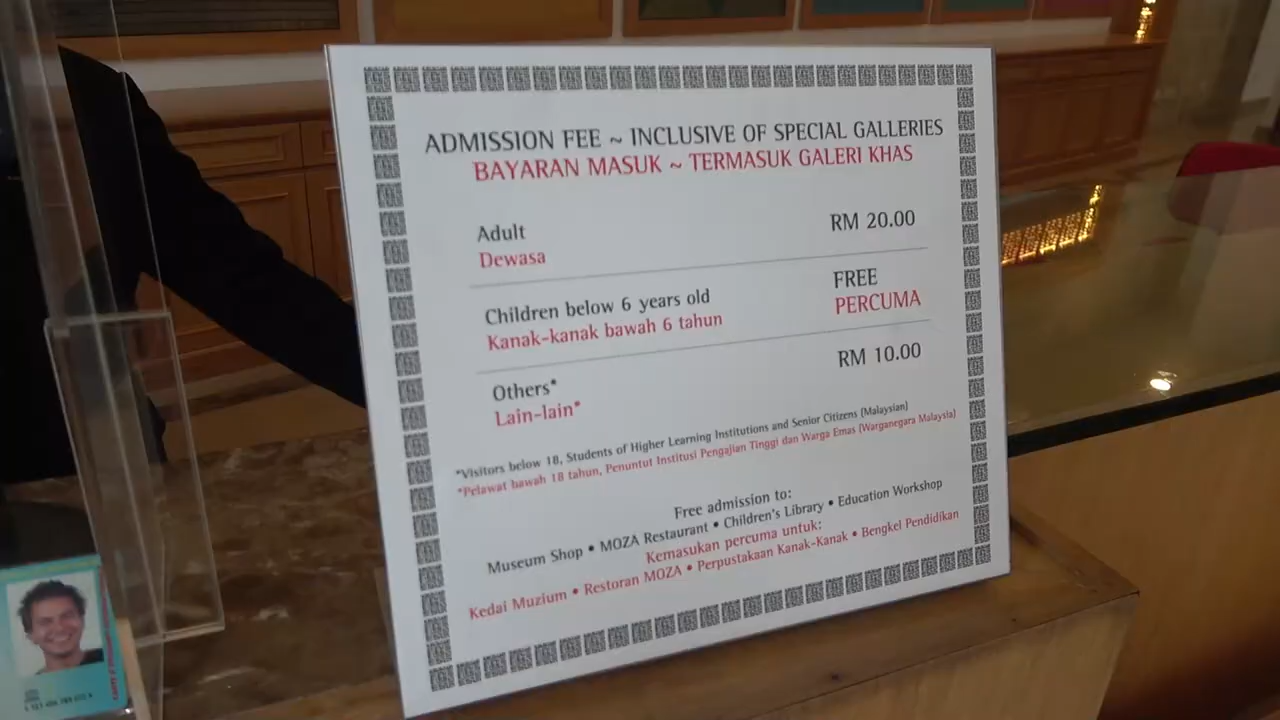 ADMISSION FEE ~ INCLUSIVE OF SPECIAL GALLERIES
BAYARAN MASUK ~ TERMASUK GALERI KHAS
Adult RM 20.00
Dewasa
Children below 6 years old FREE
Kanak-kanak bawah 6 tahun PERCUMA
Others* RM 10.00
Lain-lain*
*Visitors below 18, Students of Higher Learning Institutions and Senior Citizens (Malaysian)
*Pelawat bawah 18 tahun, Penuntut Institusi Pengajian Tinggi dan Warga Emas (Warganegara Malaysia)
Free admission to:
Museum Shop • MOZA Restaurant • Children's Library • Education Workshop
Kemasukan percuma untuk:
Kedai Muzium • Restoran MOZA • Perpustakaan Kanak-Kanak • Bengkel Pendidikan